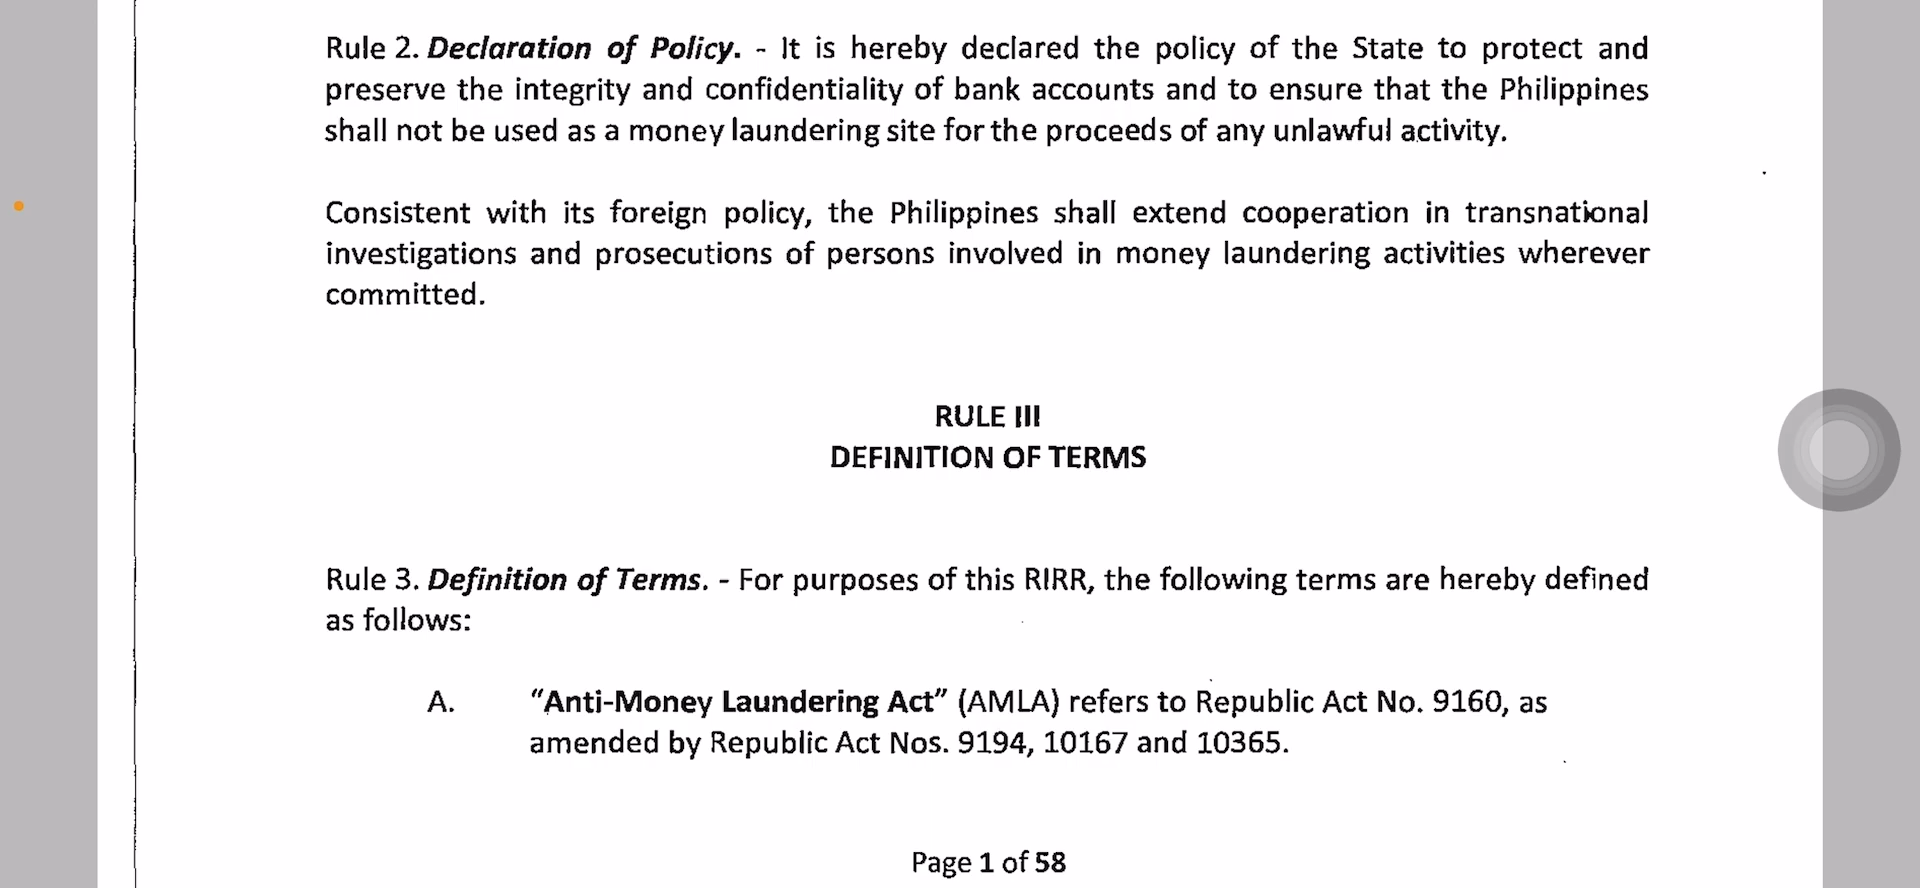 Rule 2. Declaration of Policy. - It is hereby declared the policy of the State to protect and
preserve the integrity and confidentiality of bank accounts and to ensure that the Philippines
shall not be used as a money laundering site for the proceeds of any unlawful activity.
Consistent with its foreign policy, the Philippines shall extend cooperation in transnational
investigations and prosecutions of persons involved in money laundering activities wherever
committed.
RULE III
DEFINITION OF TERMS
Rule 3. Definition of Terms. - For purposes of this RIRR, the following terms are hereby defined
as follows:
A. “Anti-Money Laundering Act” (AMLA) refers to Republic Act No. 9160, as
amended by Republic Act Nos. 9194, 10167 and 10365.
Page 1 of 58